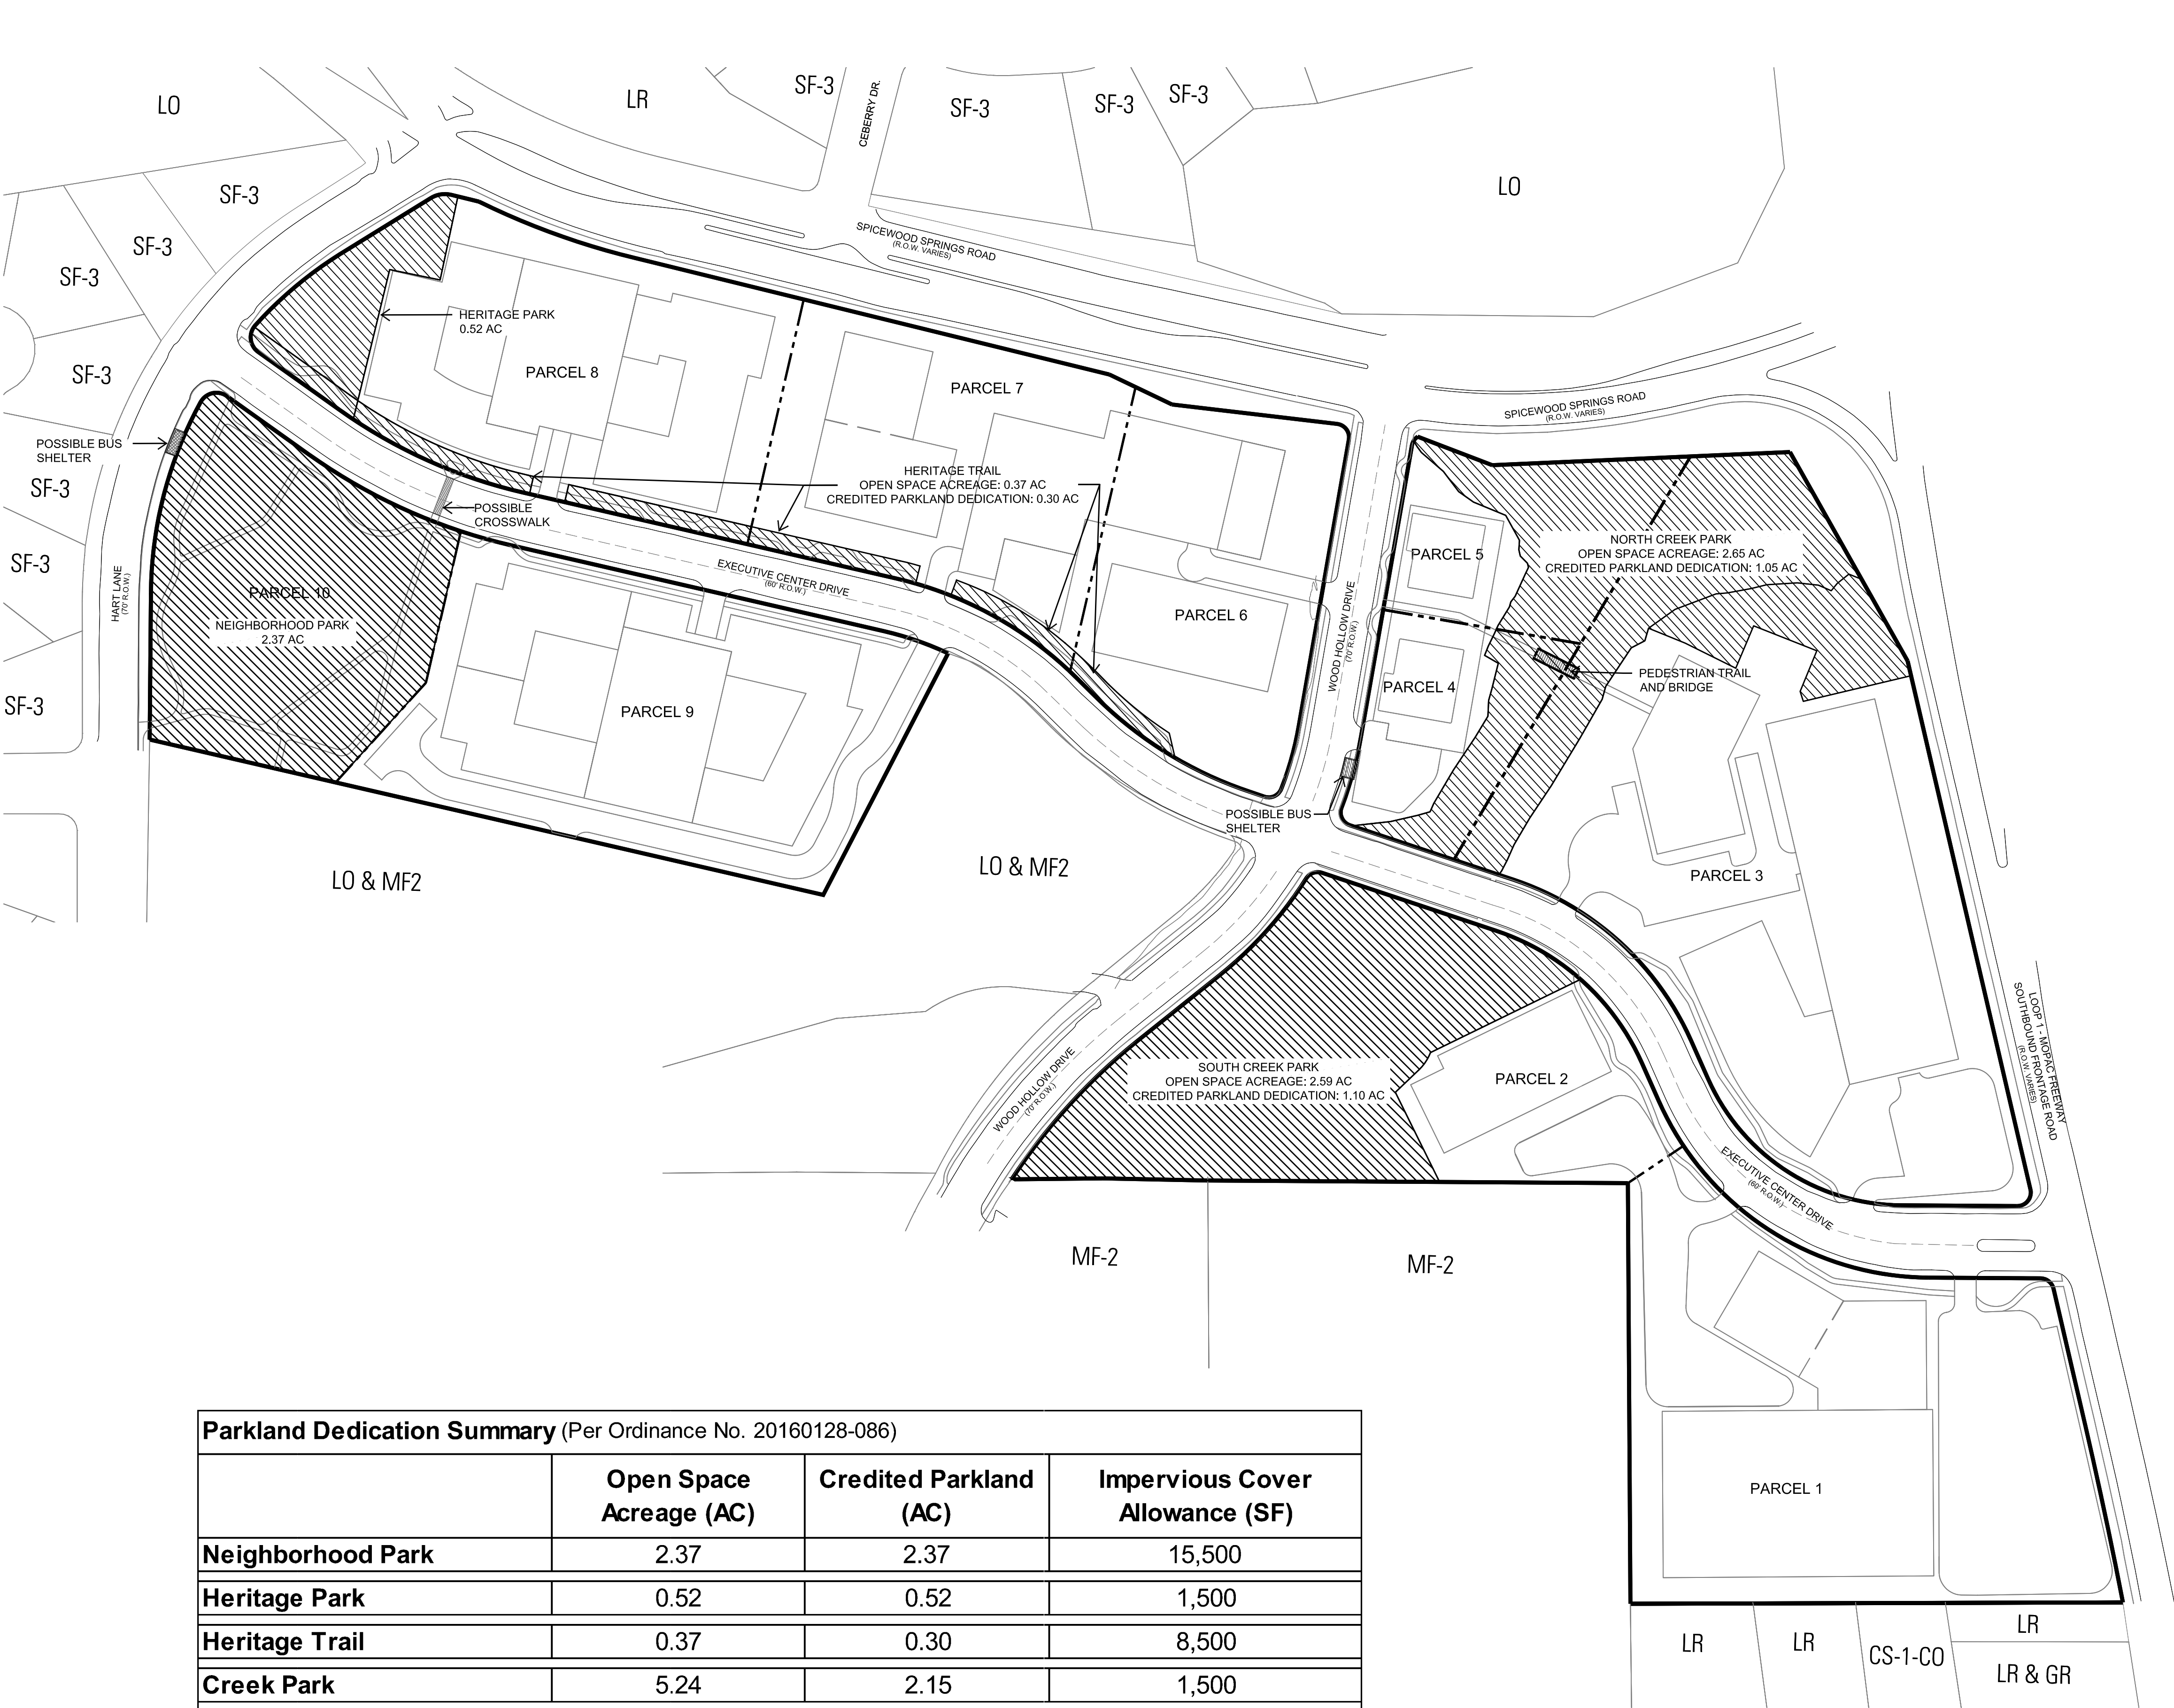 LO
LR
SF-3
CEBERRY DR.
SF-3
SF-3
SF-3
LO
SF-3
SF-3
SF-3
SF-3
SF-3
SF-3
SF-3
SPICEWOOD SPRINGS ROAD
(R.O.W. VARIES)
SPICEWOOD SPRINGS ROAD
(R.O.W. VARIES)
HERITAGE PARK
0.52 AC
PARCEL 8
PARCEL 7
POSSIBLE BUS
SHELTER
HERITAGE TRAIL
OPEN SPACE ACREAGE: 0.37 AC
CREDITED PARKLAND DEDICATION: 0.30 AC
POSSIBLE
CROSSWALK
NORTH CREEK PARK
OPEN SPACE ACREAGE: 2.65 AC
CREDITED PARKLAND DEDICATION: 1.05 AC
PARCEL 5
HART LANE
(70' R.O.W.)
PARCEL 10
NEIGHBORHOOD PARK
2.37 AC
EXECUTIVE CENTER DRIVE
(60' R.O.W.)
PARCEL 6
WOOD HOLLOW DRIVE
(70' R.O.W.)
PEDESTRIAN TRAIL
AND BRIDGE
PARCEL 4
PARCEL 9
POSSIBLE BUS
SHELTER
PARCEL 3
LO & MF2
LO & MF2
LOOP 1 - MOPAC FREEWAY
SOUTHBOUND FRONTAGE ROAD
(R.O.W. VARIES)
SOUTH CREEK PARK
OPEN SPACE ACREAGE: 2.59 AC
CREDITED PARKLAND DEDICATION: 1.10 AC
PARCEL 2
WOOD HOLLOW DRIVE
(70' R.O.W.)
EXECUTIVE CENTER DRIVE
(60' R.O.W.)
MF-2
MF-2
PARCEL 1
LR
LR
CS-1-CO
LR
LR & GR
Parkland Dedication Summary (Per Ordinance No. 20160128-086)
Open Space Acreage (AC) Credited Parkland (AC) Impervious Cover Allowance (SF)
Neighborhood Park 2.37 2.37 15,500
Heritage Park 0.52 0.52 1,500
Heritage Trail 0.37 0.30 8,500
Creek Park 5.24 2.15 1,500